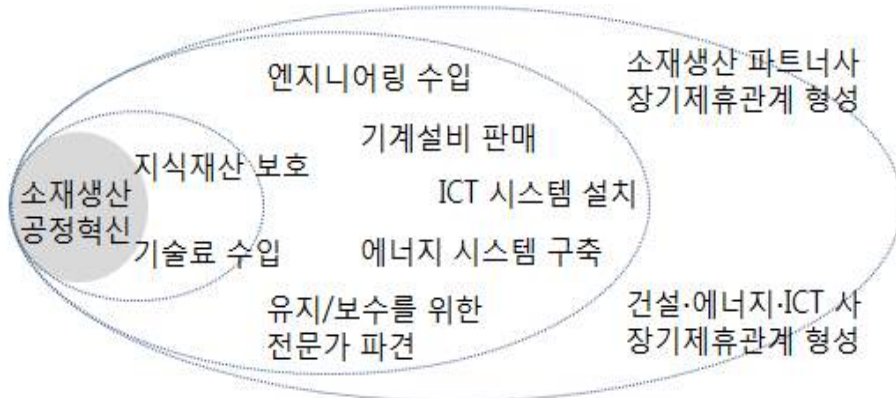 소재생산
공정혁신
지식재산 보호
기술료 수입
엔지니어링 수입
기계설비 판매
ICT 시스템 설치
에너지 시스템 구축
유지/보수를 위한
전문가 파견
소재생산 파트너사
장기제휴관계 형성
건설·에너지·ICT 사
장기제휴관계 형성